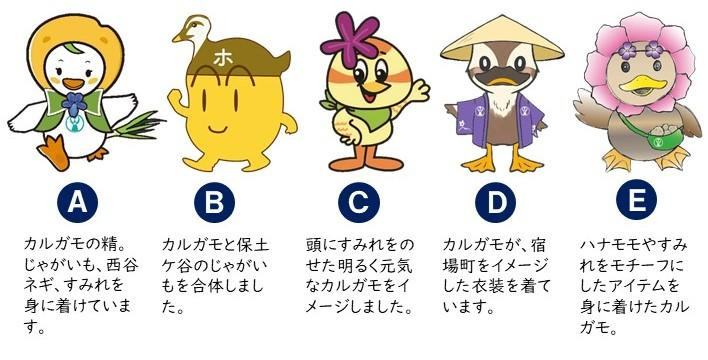 ホ
A
カルガモの精。
じゃがいも、西谷
ネギ、すみれを
身に着けていま
す。
B
カルガモと保土
ケ谷のじゃがい
もを合体しまし
た。
C
頭にすみれをの
せた明るく元気
なカルガモをイ
メージしました。
D
カルガモが、宿
場町をイメージ
した衣装を着て
います。
E
ハナモモやすみ
れをモチーフに
したアイテムを
身に着けたカル
ガモ。